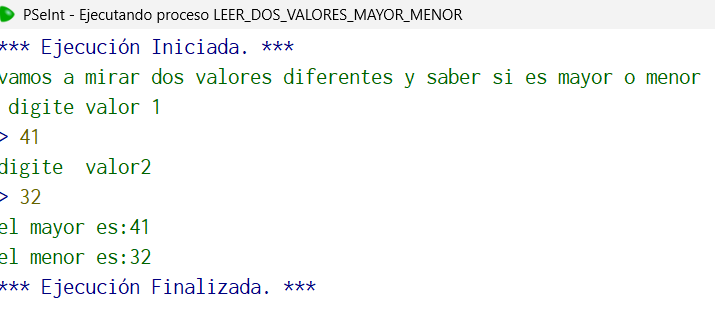 PSeInt - Ejecutando proceso LEER_DOS_VALORES_MAYOR_MENOR
*** Ejecución Iniciada. ***
vamos a mirar dos valores diferentes y saber si es mayor o menor
digite valor 1
> 41
digite  valor2
> 32
el mayor es:41
el menor es:32
*** Ejecución Finalizada. ***